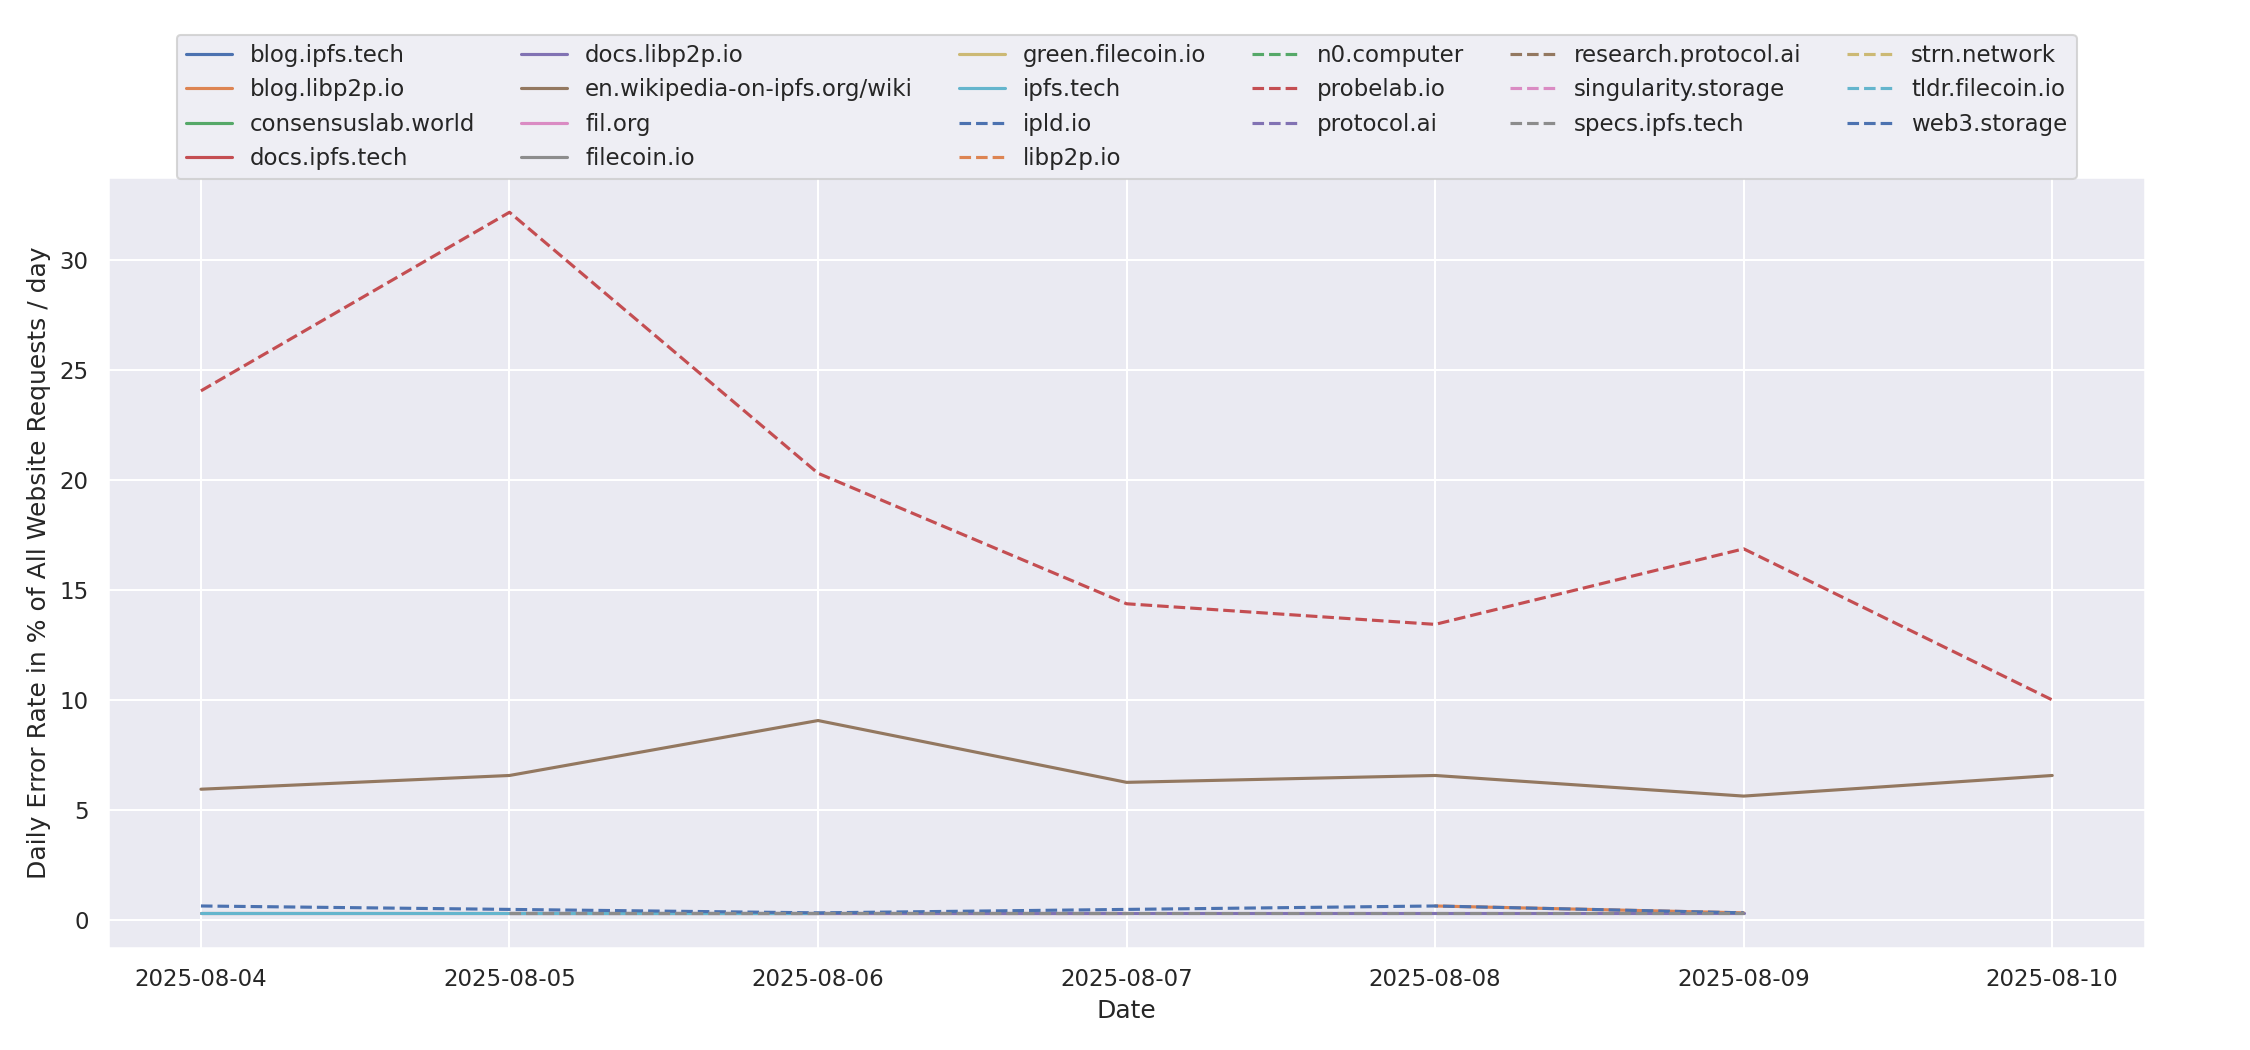 blog.ipfs.tech
blog.libp2p.io
consensuslab.world
docs.ipfs.tech
docs.libp2p.io
en.wikipedia-on-ipfs.org/wiki
fil.org
filecoin.io
green.filecoin.io
ipfs.tech
ipld.io
libp2p.io
n0.computer
probelab.io
protocol.ai
research.protocol.ai
singularity.storage
specs.ipfs.tech
strn.network
tldr.filecoin.io
web3.storage
Daily Error Rate in % of All Website Requests / day
30
25
20
15
10
5
0
2025-08-04
2025-08-05
2025-08-06
2025-08-07
2025-08-08
2025-08-09
2025-08-10
Date